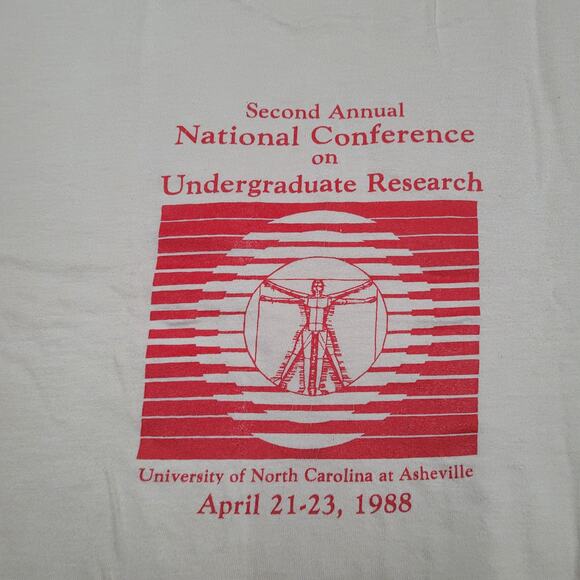 Second Annual
National Conference
on
Undergraduate Research
University of North Carolina at Asheville
April 21-23, 1988